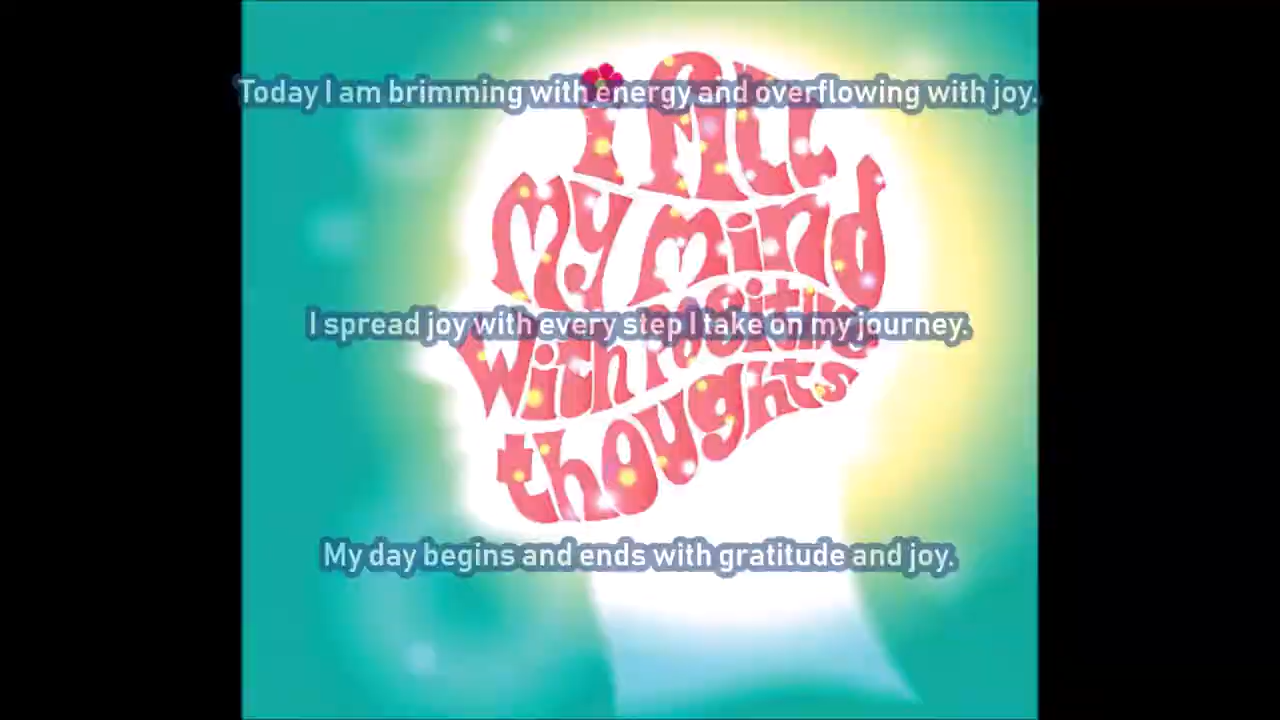 Today I am brimming with energy and overflowing with joy.
I fill
My mind
with positive
thoughts
I spread joy with every step I take on my journey.
My day begins and ends with gratitude and joy.